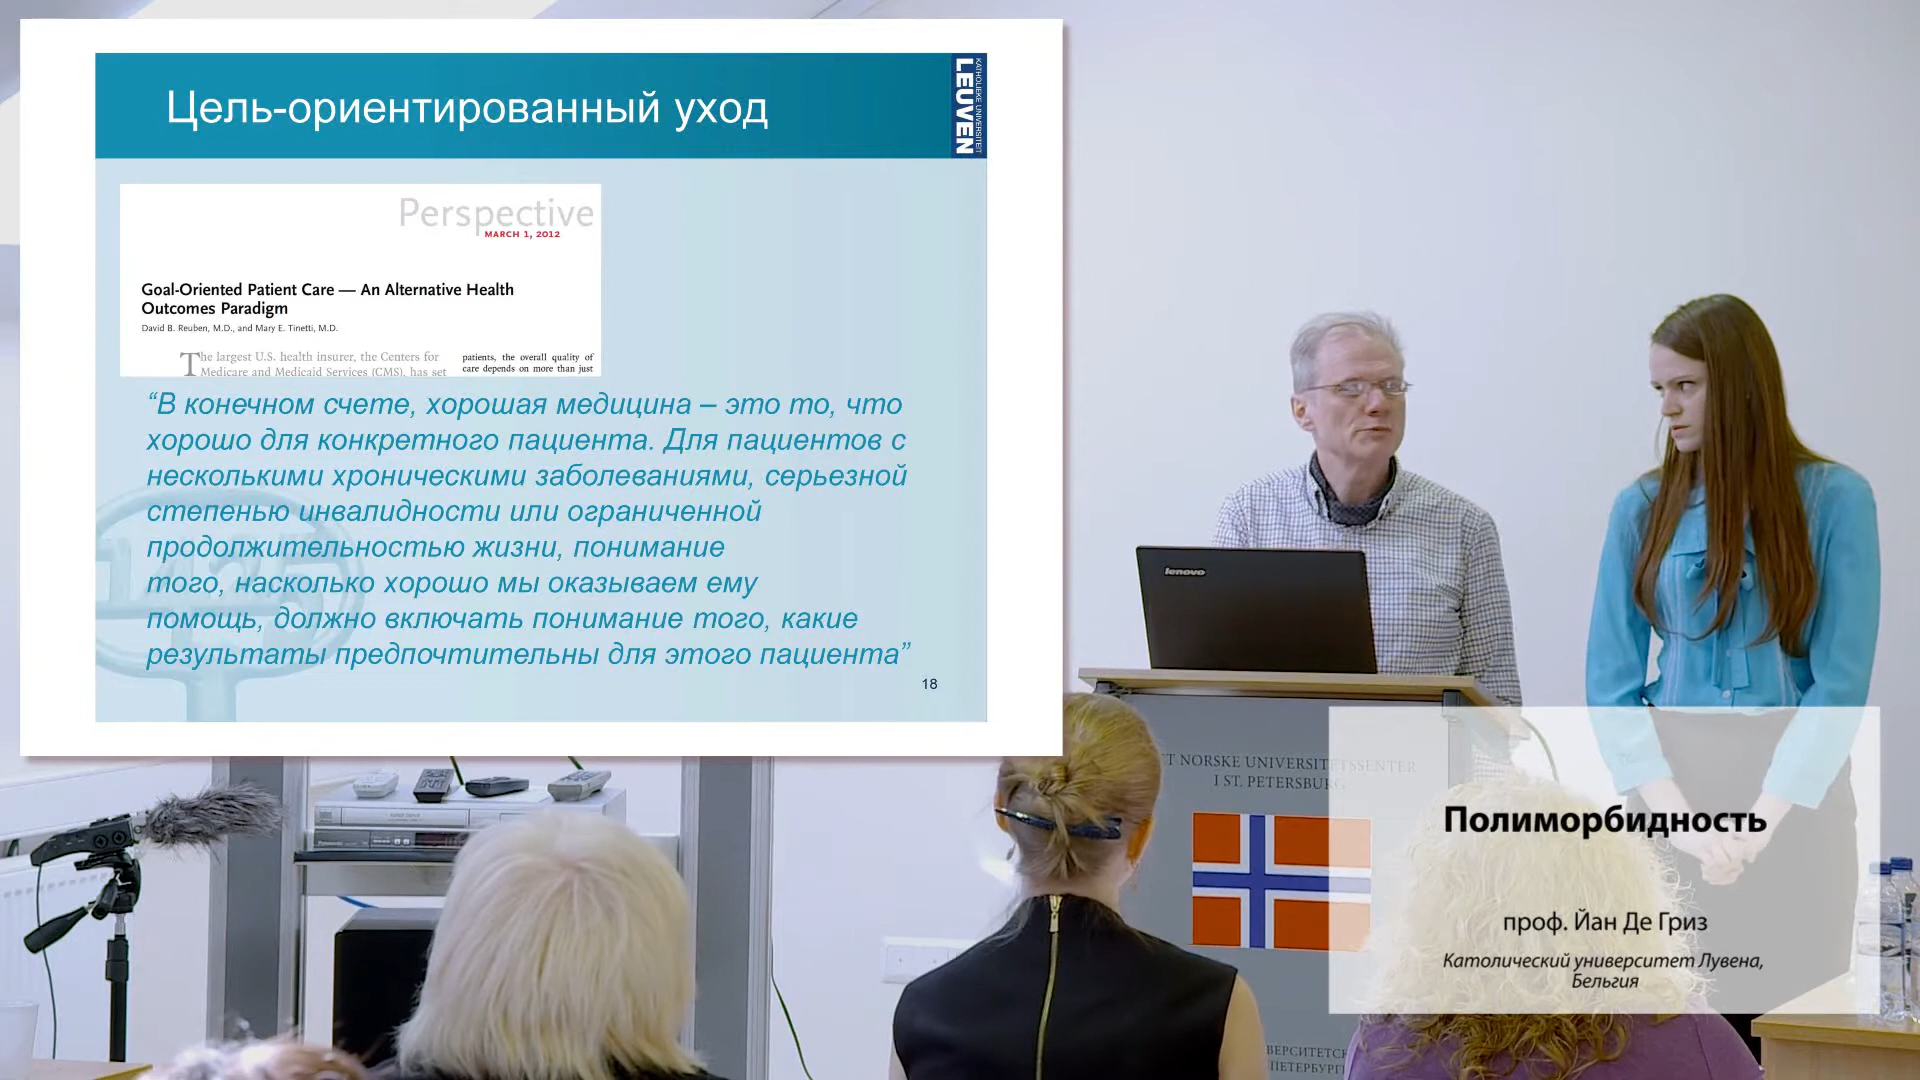 Цель-ориентированный уход
KATHOLIEKE UNIVERSITEIT
LEUVEN
Perspective
MARCH 1, 2012
Goal-Oriented Patient Care — An Alternative Health
Outcomes Paradigm
David B. Reuben, M.D., and Mary E. Tinetti, M.D.
The largest U.S. health insurer, the Centers for
Medicare and Medicaid Services (CMS), has set
patients, the overall quality of
care depends on more than just
“В конечном счете, хорошая медицина – это то, что
хорошо для конкретного пациента. Для пациентов с
несколькими хроническими заболеваниями, серьезной
степенью инвалидности или ограниченной
продолжительностью жизни, понимание
того, насколько хорошо мы оказываем ему
помощь, должно включать понимание того, какие
результаты предпочтительны для этого пациента”
1425
18
lenovo
T NORSKE UNIVERSITETSSENTER
I ST. PETERSBURG
Полиморбидность
проф. Йан Де Гриз
Католический университет Лувена,
Бельгия
ВЕРСИТЕТСК
ПЕТЕРБУРГ